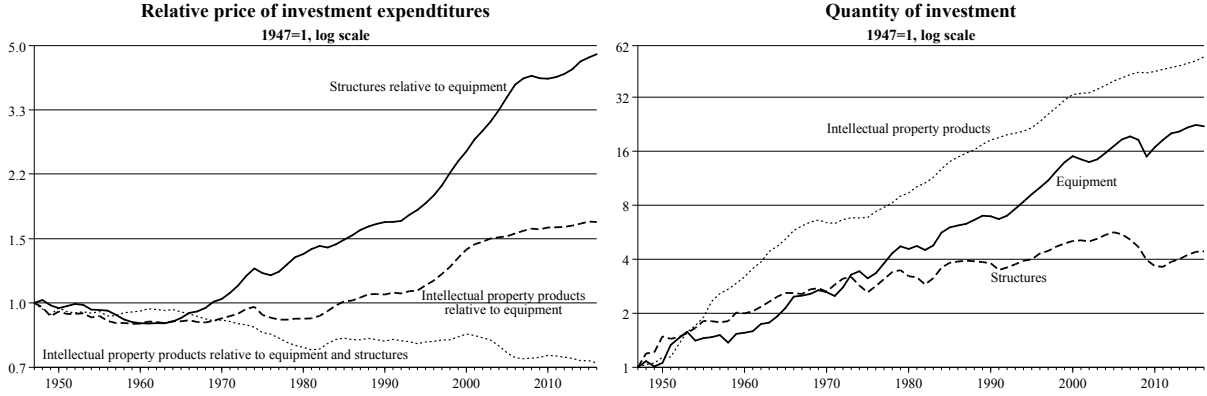 Relative price of investment expendtitures
1947=1, log scale
5.0
3.3
2.2
1.5
1.0
0.7
Structures relative to equipment
Intellectual property products
relative to equipment
Intellectual property products relative to equipment and structures
1950 1960 1970 1980 1990 2000 2010
Quantity of investment
1947=1, log scale
62
32
16
8
4
2
1
Intellectual property products
Equipment
Structures
1950 1960 1970 1980 1990 2000 2010